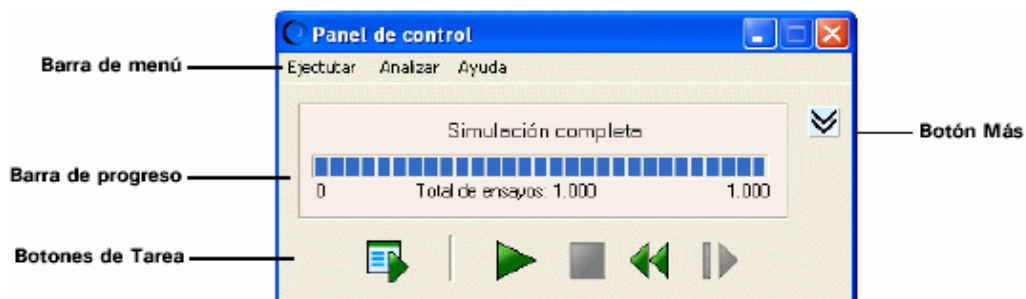 Panel de control
Barra de menú
Ejectutar Analizar Ayuda
Simulación completa
Botón Más
Barra de progreso
0 Total de ensayos: 1.000 1.000
Botones de Tarea